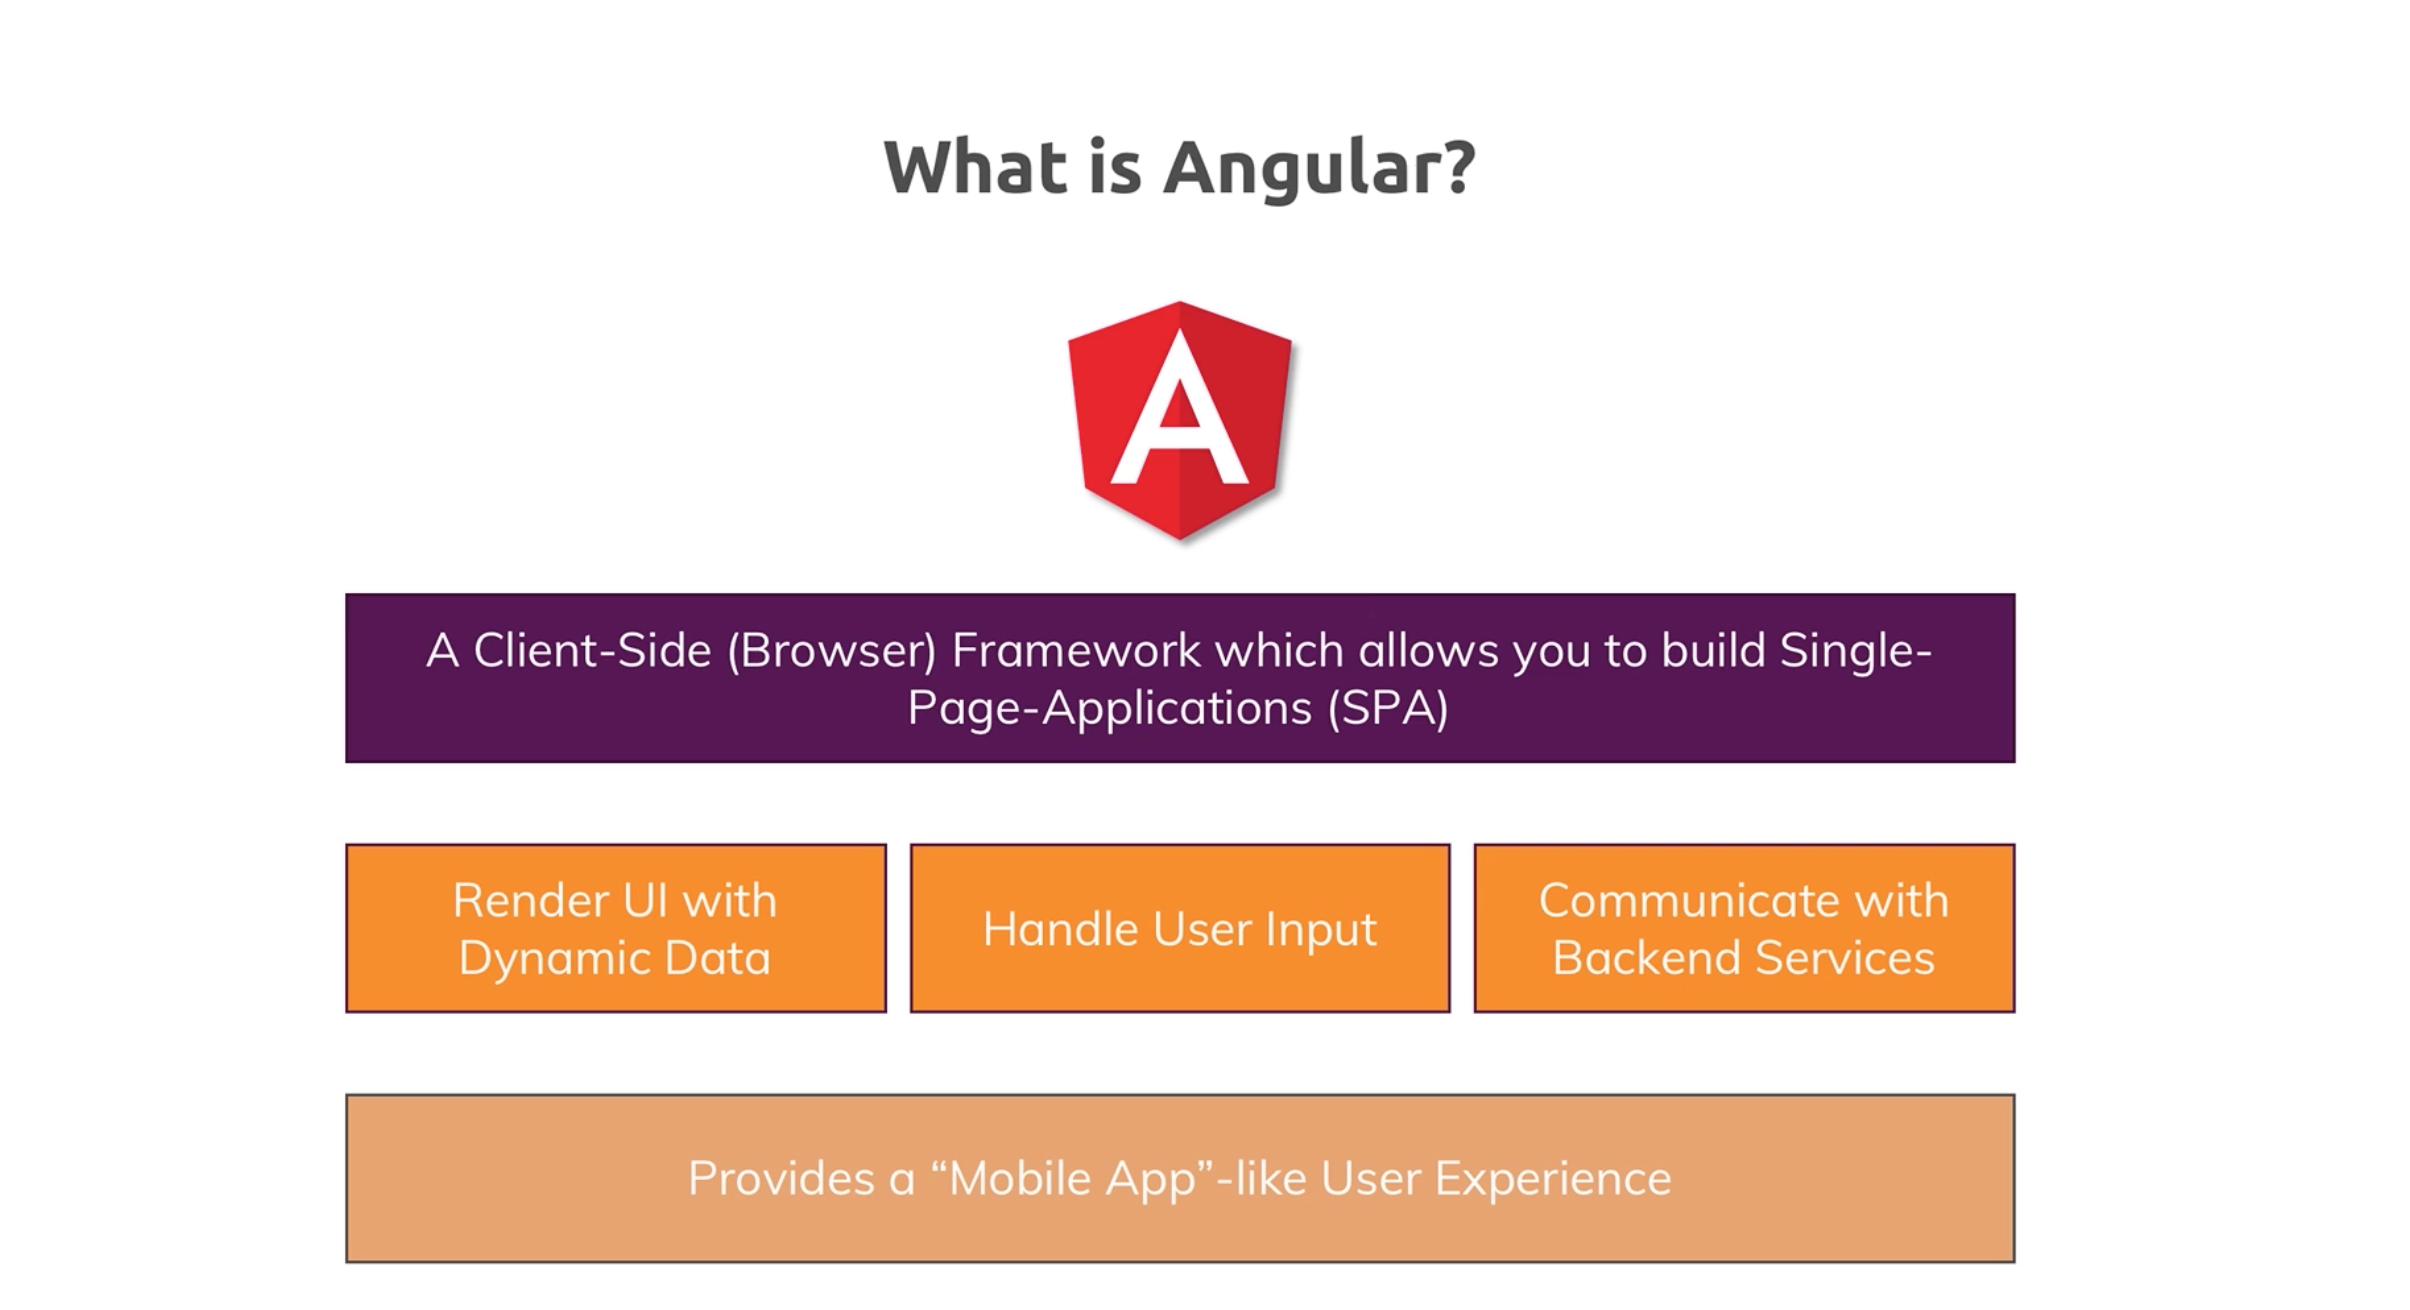 What is Angular?
A
A Client-Side (Browser) Framework which allows you to build Single-
Page-Applications (SPA)
Render UI with
Dynamic Data
Handle User Input
Communicate with
Backend Services
Provides a “Mobile App”-like User Experience